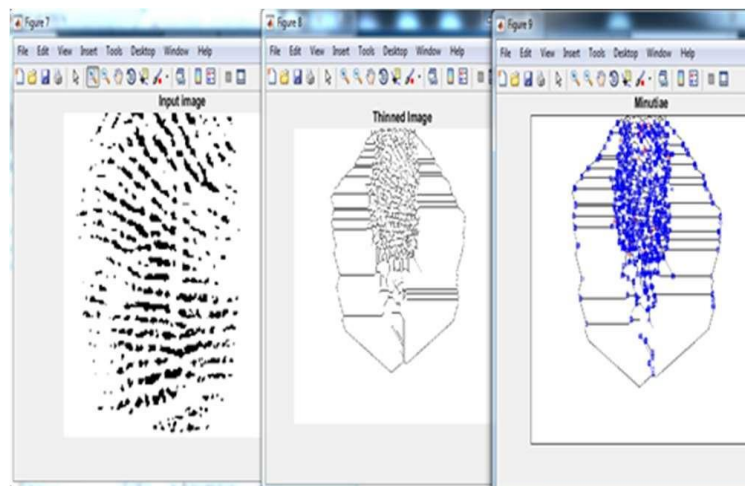 Figure 7
File Edit View Insert Tools Desktop Window Help
Input image
Figure 8
File Edit View Insert Tools Desktop Window Help
Thinned Image
Figure 9
File Edit View Insert Tools Desktop Window Help
Minutiae